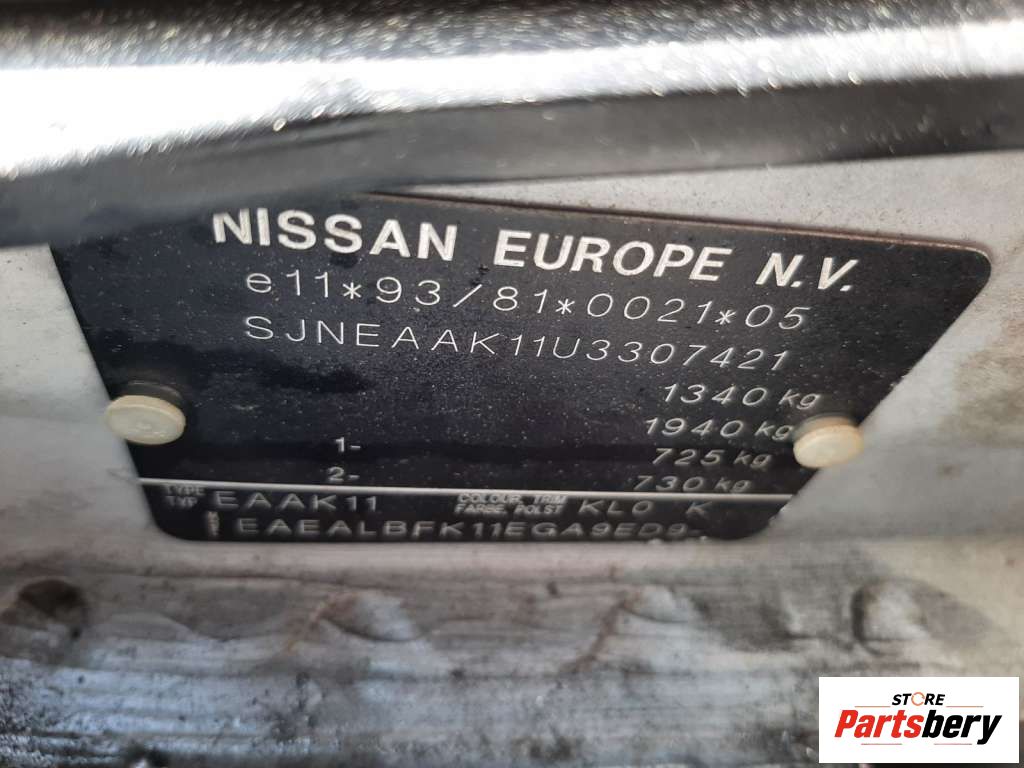 NISSAN EUROPE N.V.
e11*93/81*0021*05
SJNEAAK11U3307421
1340 kg
1940 kg
1- 725 kg
2- 730 kg
TYPE
TYP EAAK11 COLOUR, TRIM
FARBE, POLST KL0 K
EAEALBFK11EGA9ED9-
STORE
Partsbery